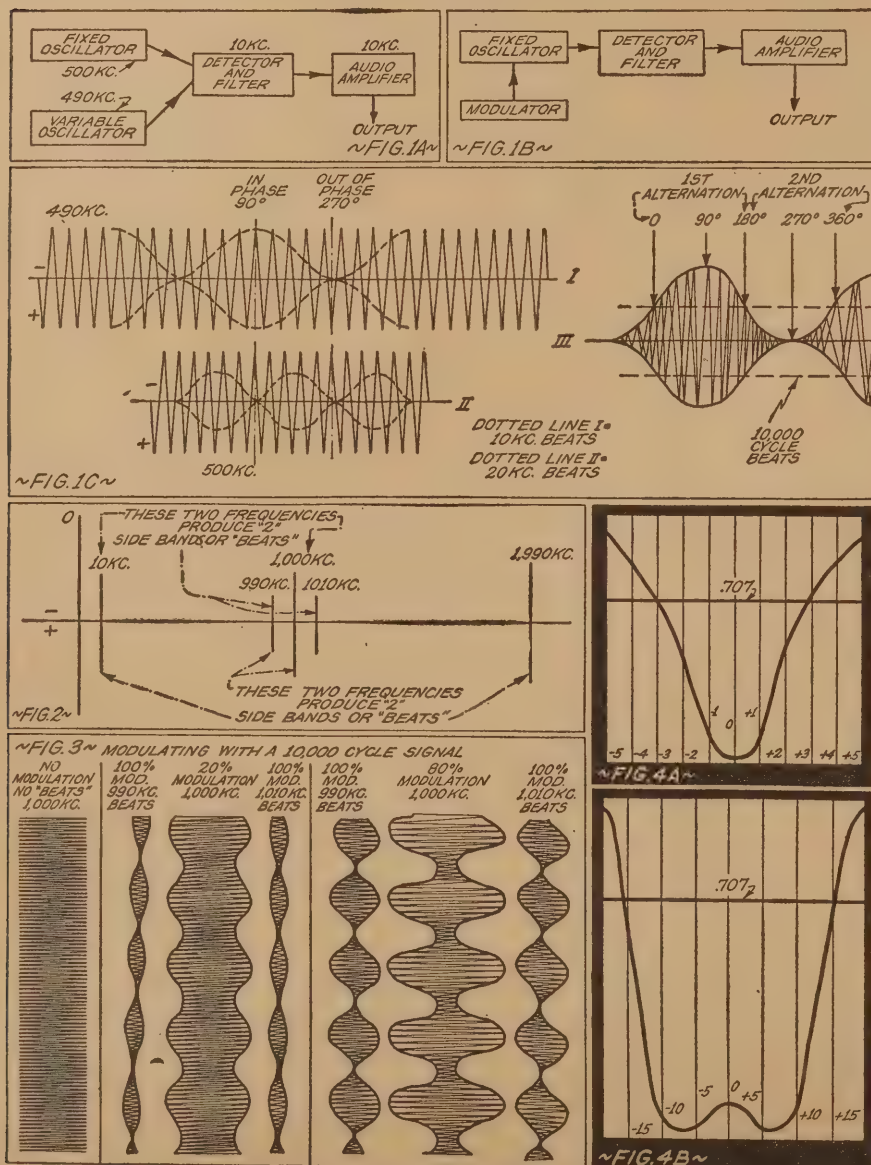 FIXED
OSCILLATOR
500KC.
490KC.
VARIABLE
OSCILLATOR
10KC.
DETECTOR
AND
FILTER
10KC.
AUDIO
AMPLIFIER
OUTPUT
~FIG.1A~
FIXED
OSCILLATOR
MODULATOR
DETECTOR
AND
FILTER
AUDIO
AMPLIFIER
OUTPUT
~FIG.1B~
490KC.
IN
PHASE
90°
OUT OF
PHASE
270°
-
+
I
-
+
II
500KC.
DOTTED LINE I=
10KC. BEATS
DOTTED LINE II=
20KC. BEATS
~FIG.1C~
1ST
ALTERNATION
2ND
ALTERNATION
0 90° 180° 270° 360°
III
10,000
CYCLE
BEATS
0
THESE TWO FREQUENCIES
PRODUCE "2"
SIDE BANDS OR "BEATS"
10KC.
1,000KC.
990KC. 1010KC.
1,990KC.
-
+
THESE TWO FREQUENCIES
PRODUCE "2"
SIDE BANDS OR "BEATS"
~FIG.2~
~FIG.3~ MODULATING WITH A 10,000 CYCLE SIGNAL
NO
MODULATION
NO "BEATS"
1,000KC.
100%
MOD.
990KC.
BEATS
20%
MODULATION
1,000KC.
100%
MOD.
1,010KC.
BEATS
100%
MOD.
990KC.
BEATS
80%
MODULATION
1,000KC.
100%
MOD.
1,010KC.
BEATS
.707
-1 0 +1
-5 -4 -3 -2 +2 +3 +4 +5
~FIG.4A~
.707
-15 -10 -5 0 +5 +10 +15
~FIG.4B~